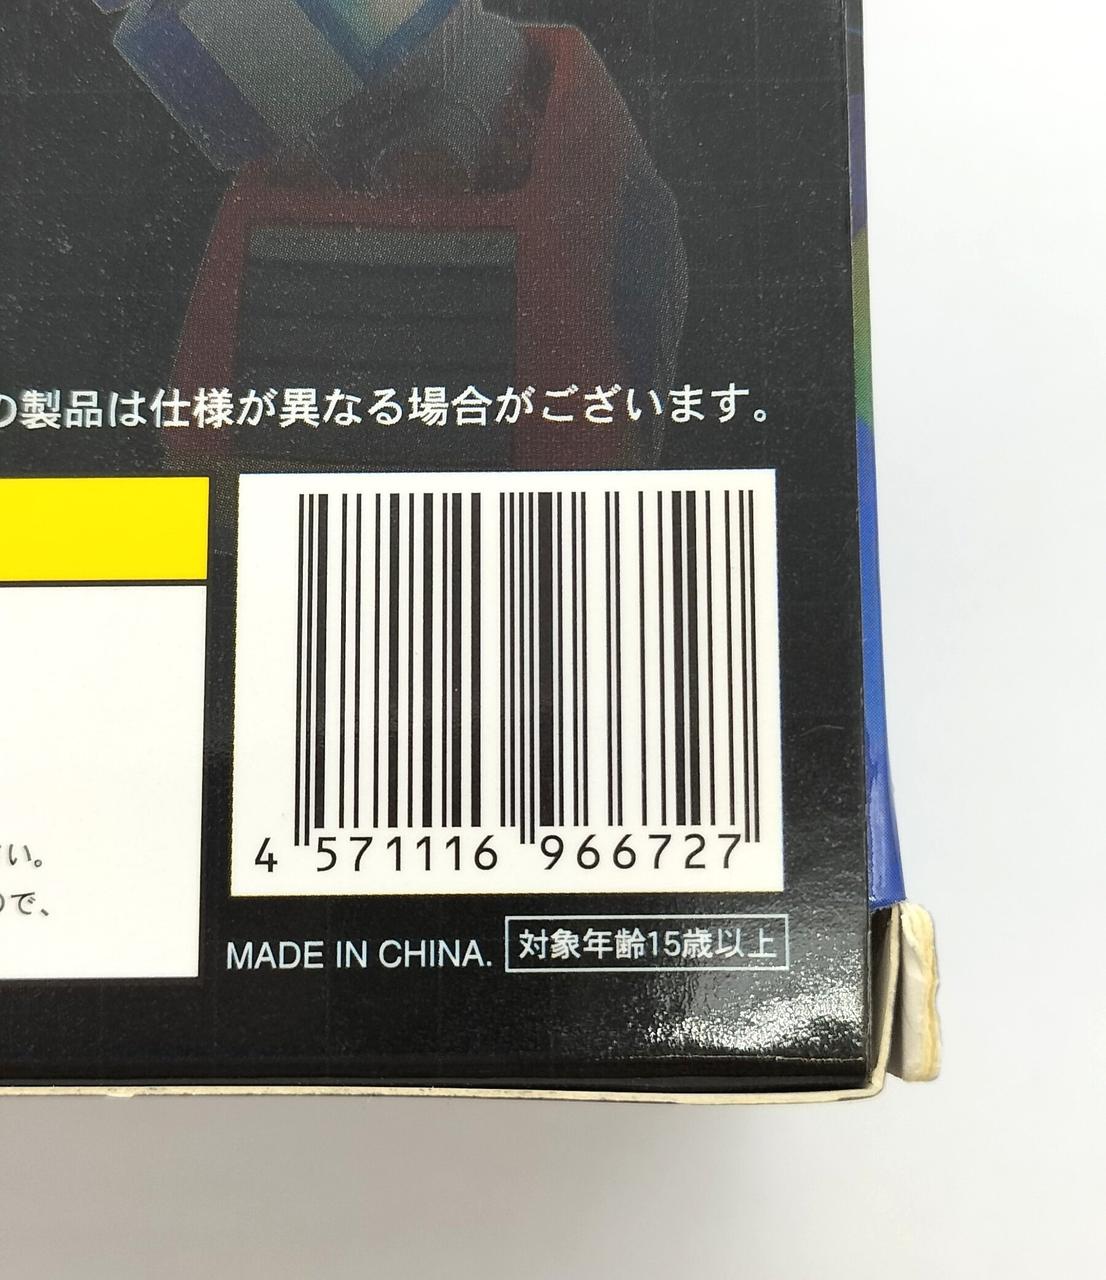 の製品は仕様が異なる場合がございます。
い。
ので、
4 571116 966727
MADE IN CHINA. 対象年齢15歳以上